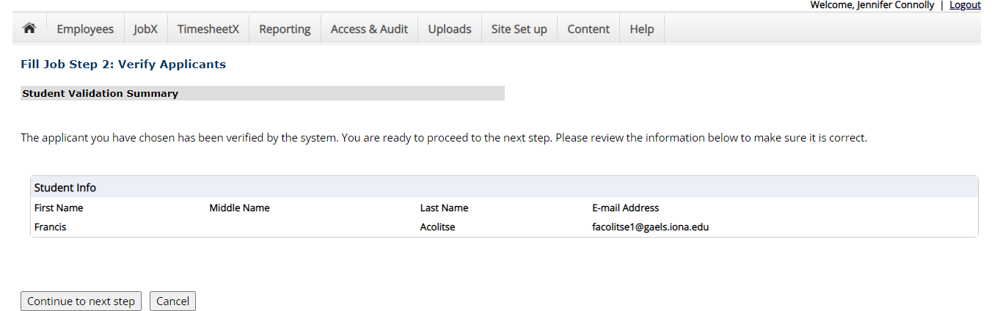 Welcome, Jennifer Connolly | Logout
Employees JobX TimesheetX Reporting Access & Audit Uploads Site Set up Content Help
Fill Job Step 2: Verify Applicants
Student Validation Summary
The applicant you have chosen has been verified by the system. You are ready to proceed to the next step. Please review the information below to make sure it is correct.
Student Info
First Name Middle Name Last Name E-mail Address
Francis Acolitse facolitse1@gaels.iona.edu
Continue to next step Cancel